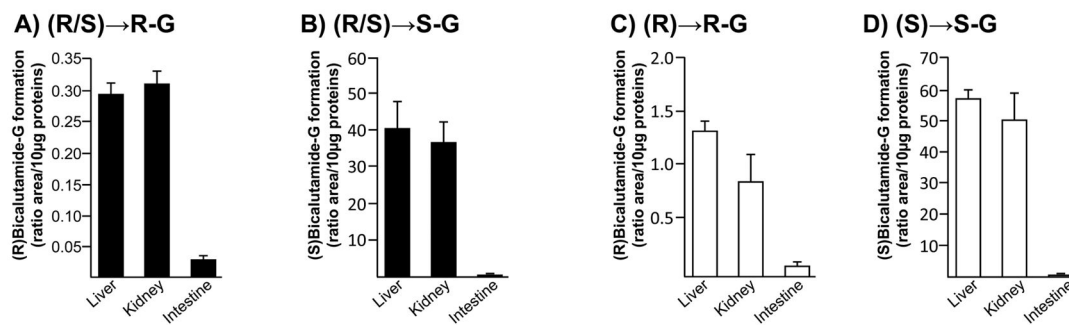 A) (R/S)→R-G
(R)Bicalutamide-G formation
(ratio area/10µg proteins)
0.35
0.30
0.25
0.20
0.15
0.10
0.05
Liver
Kidney
Intestine
B) (R/S)→S-G
(S)Bicalutamide-G formation
(ratio area/10µg proteins)
60
50
40
30
20
10
Liver
Kidney
Intestine
C) (R)→R-G
(R)Bicalutamide-G formation
(ratio area/10µg proteins)
2.0
1.5
1.0
0.5
Liver
Kidney
Intestine
D) (S)→S-G
(S)Bicalutamide-G formation
(ratio area/10µg proteins)
70
60
50
40
30
20
10
Liver
Kidney
Intestine